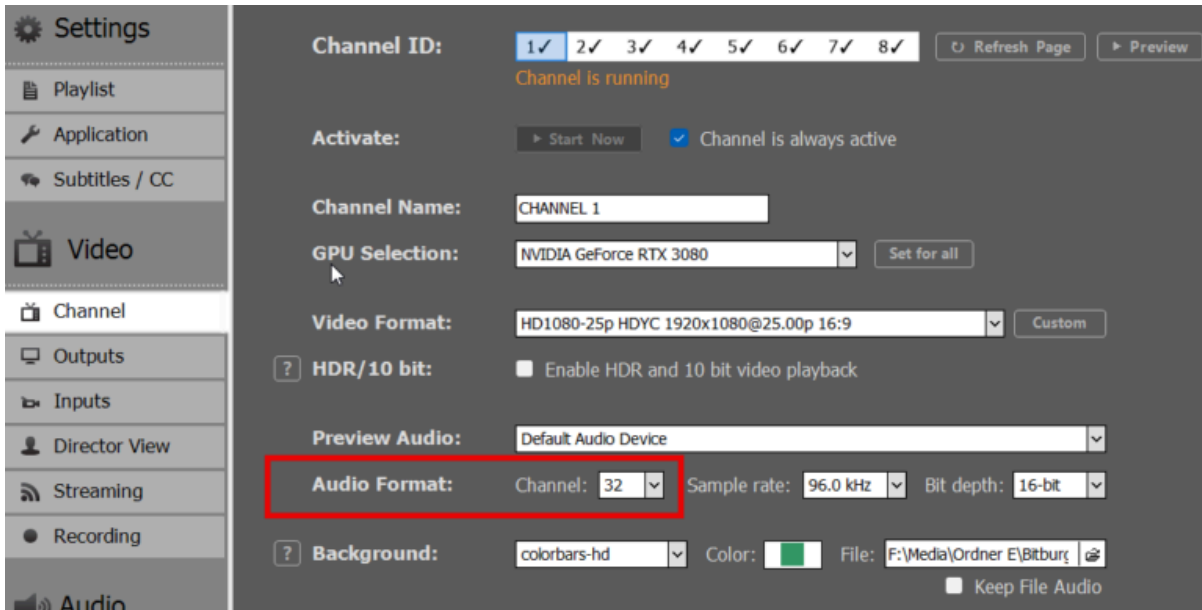 Settings
Playlist
Application
Subtitles / CC
Video
Channel
Outputs
Inputs
Director View
Streaming
Recording
Audio
Channel ID: 1✓ 2✓ 3✓ 4✓ 5✓ 6✓ 7✓ 8✓ Refresh Page Preview
Channel is running
Activate: Start Now Channel is always active
Channel Name: CHANNEL 1
GPU Selection: NVIDIA GeForce RTX 3080 Set for all
Video Format: HD1080-25p HDYC 1920x1080@25.00p 16:9 Custom
? HDR/10 bit: Enable HDR and 10 bit video playback
Preview Audio: Default Audio Device
Audio Format: Channel: 32 Sample rate: 96.0 kHz Bit depth: 16-bit
? Background: colorbars-hd Color: File: F:\Media\Ordner E\Bitburg
Keep File Audio